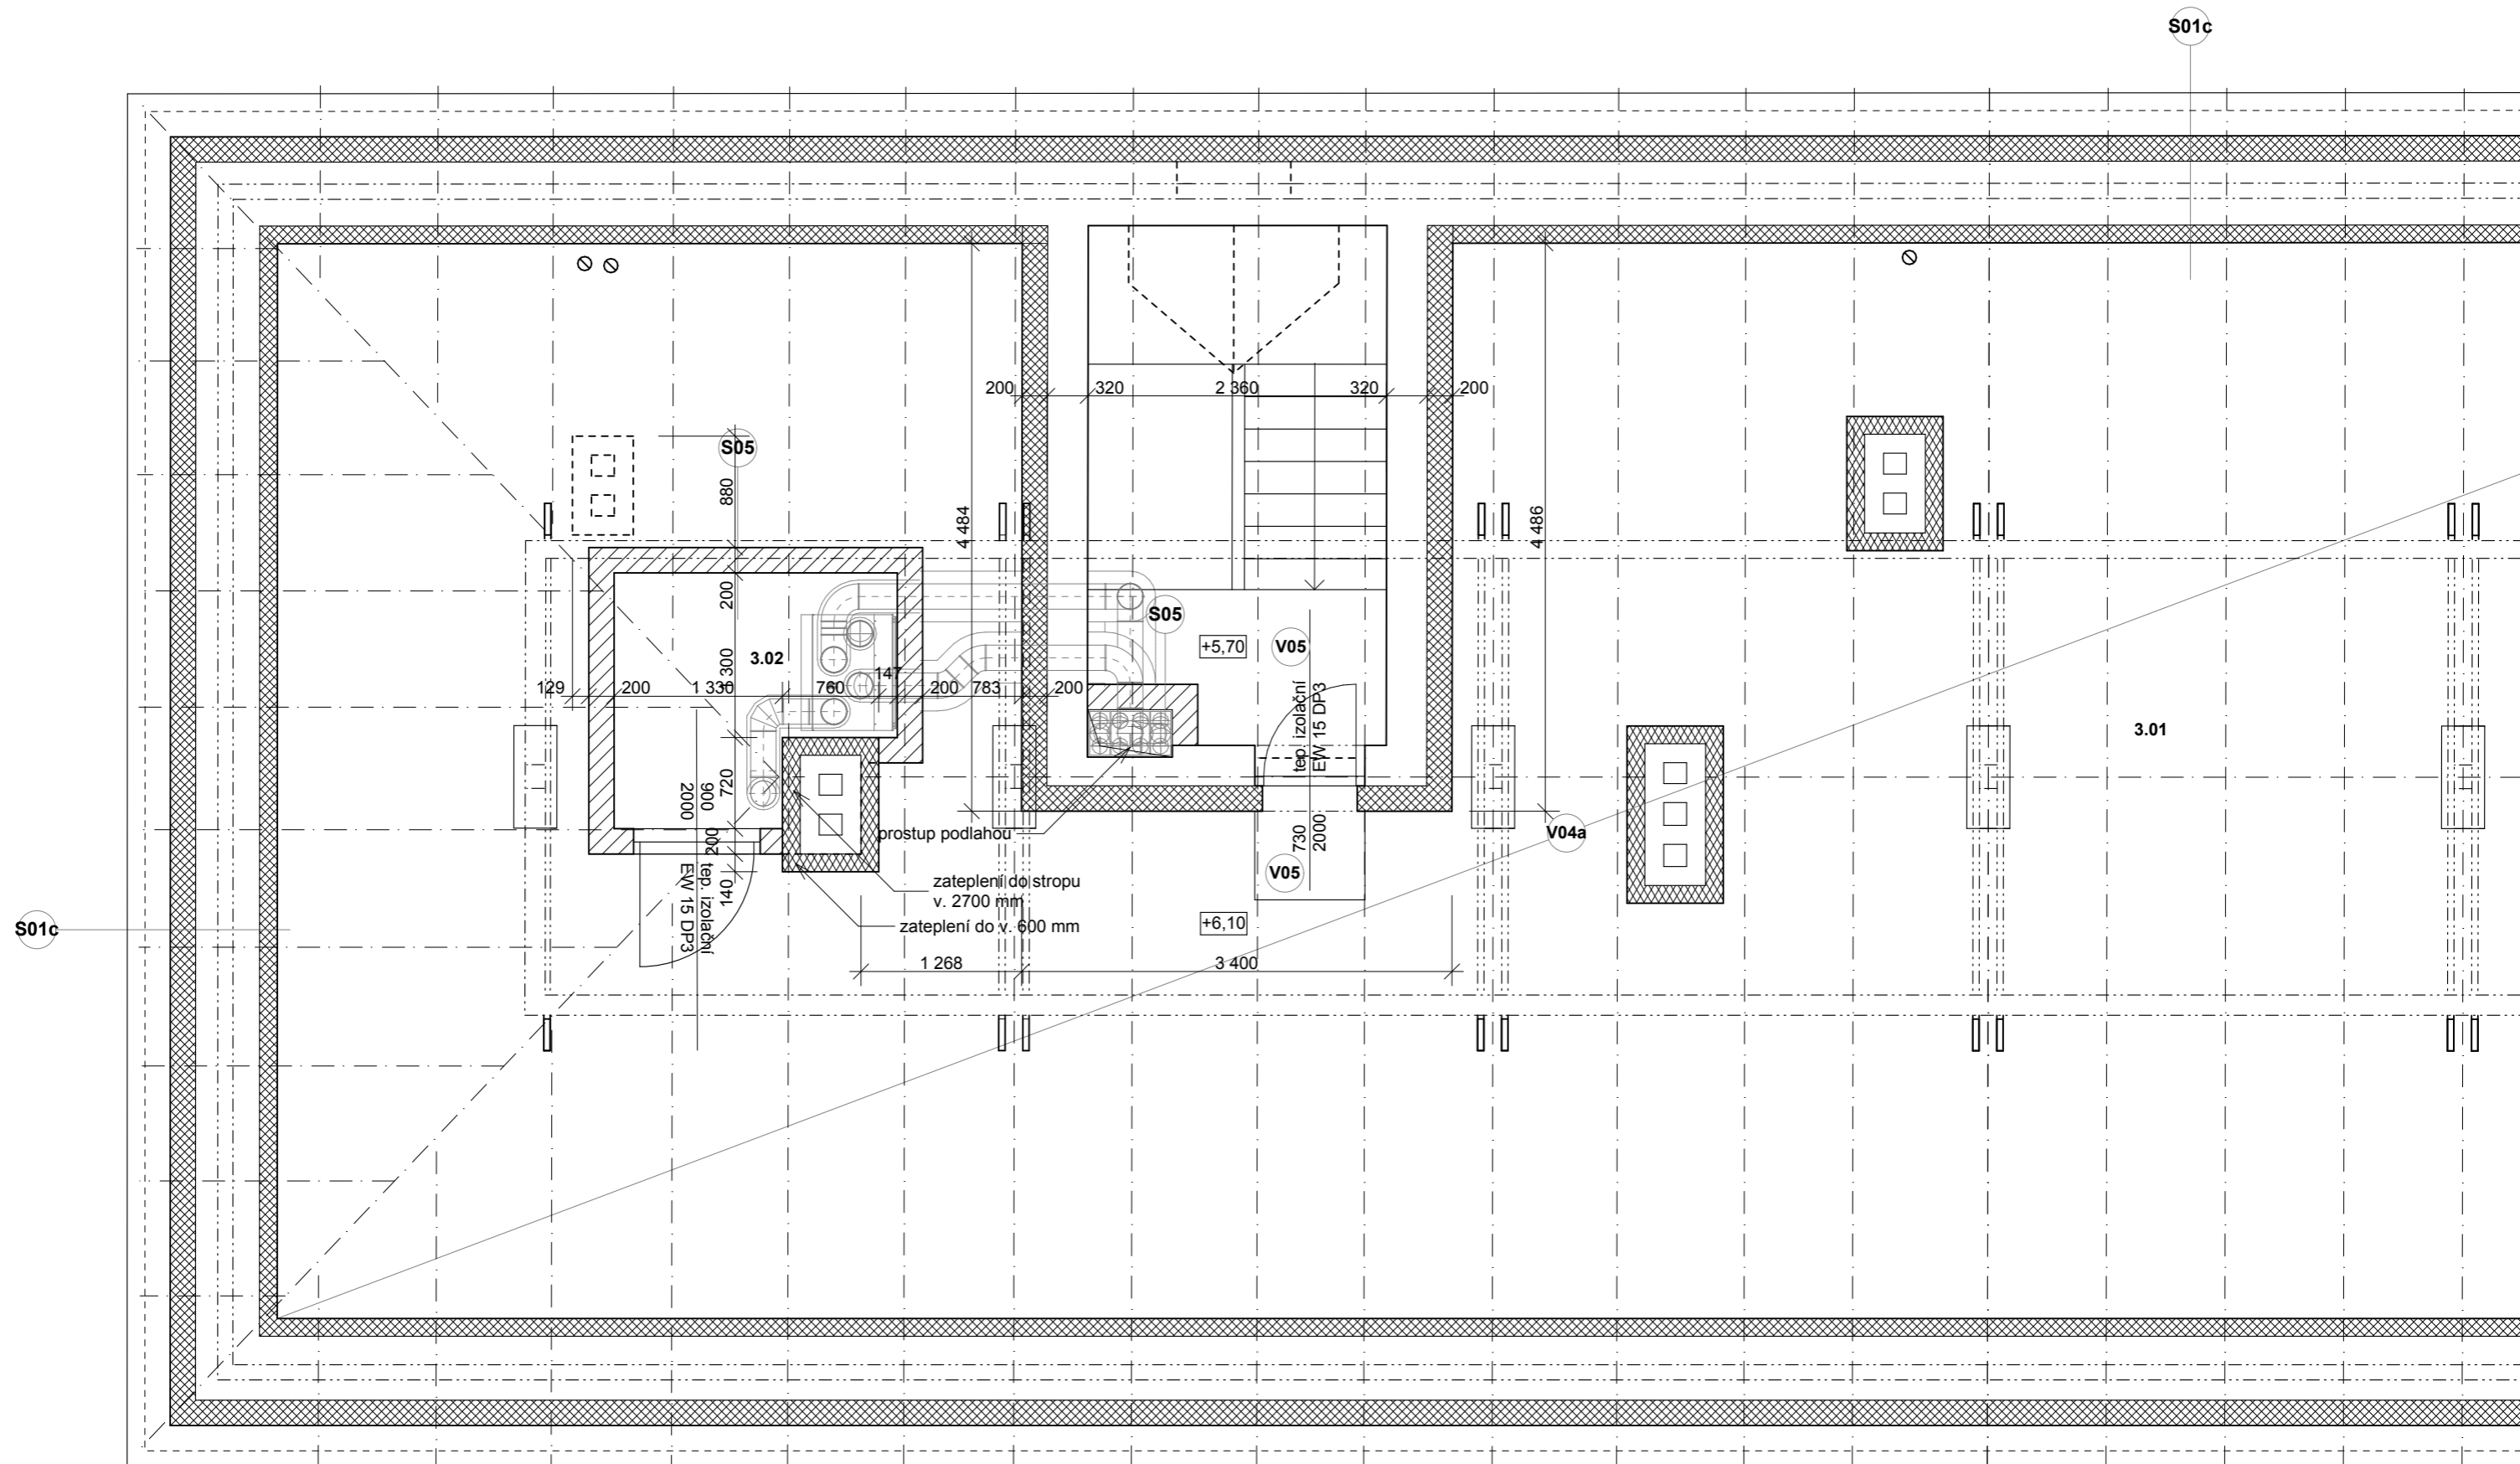 S01c
200
320
2 360
320
200
S05
880
4 484
4 486
200
S05
+5,70
V05
3.02
1 300
147
129
200
1 330
760
200
783
200
3.01
tep. izolační
EW 15 DP3
720
900
2000
200
140
prostup podlahou
730
2000
V04a
tep. izolační
EW 15 DP3
zateplení do stropu
v. 2700 mm
V05
zateplení do v. 600 mm
+6,10
S01c
1 268
3 400